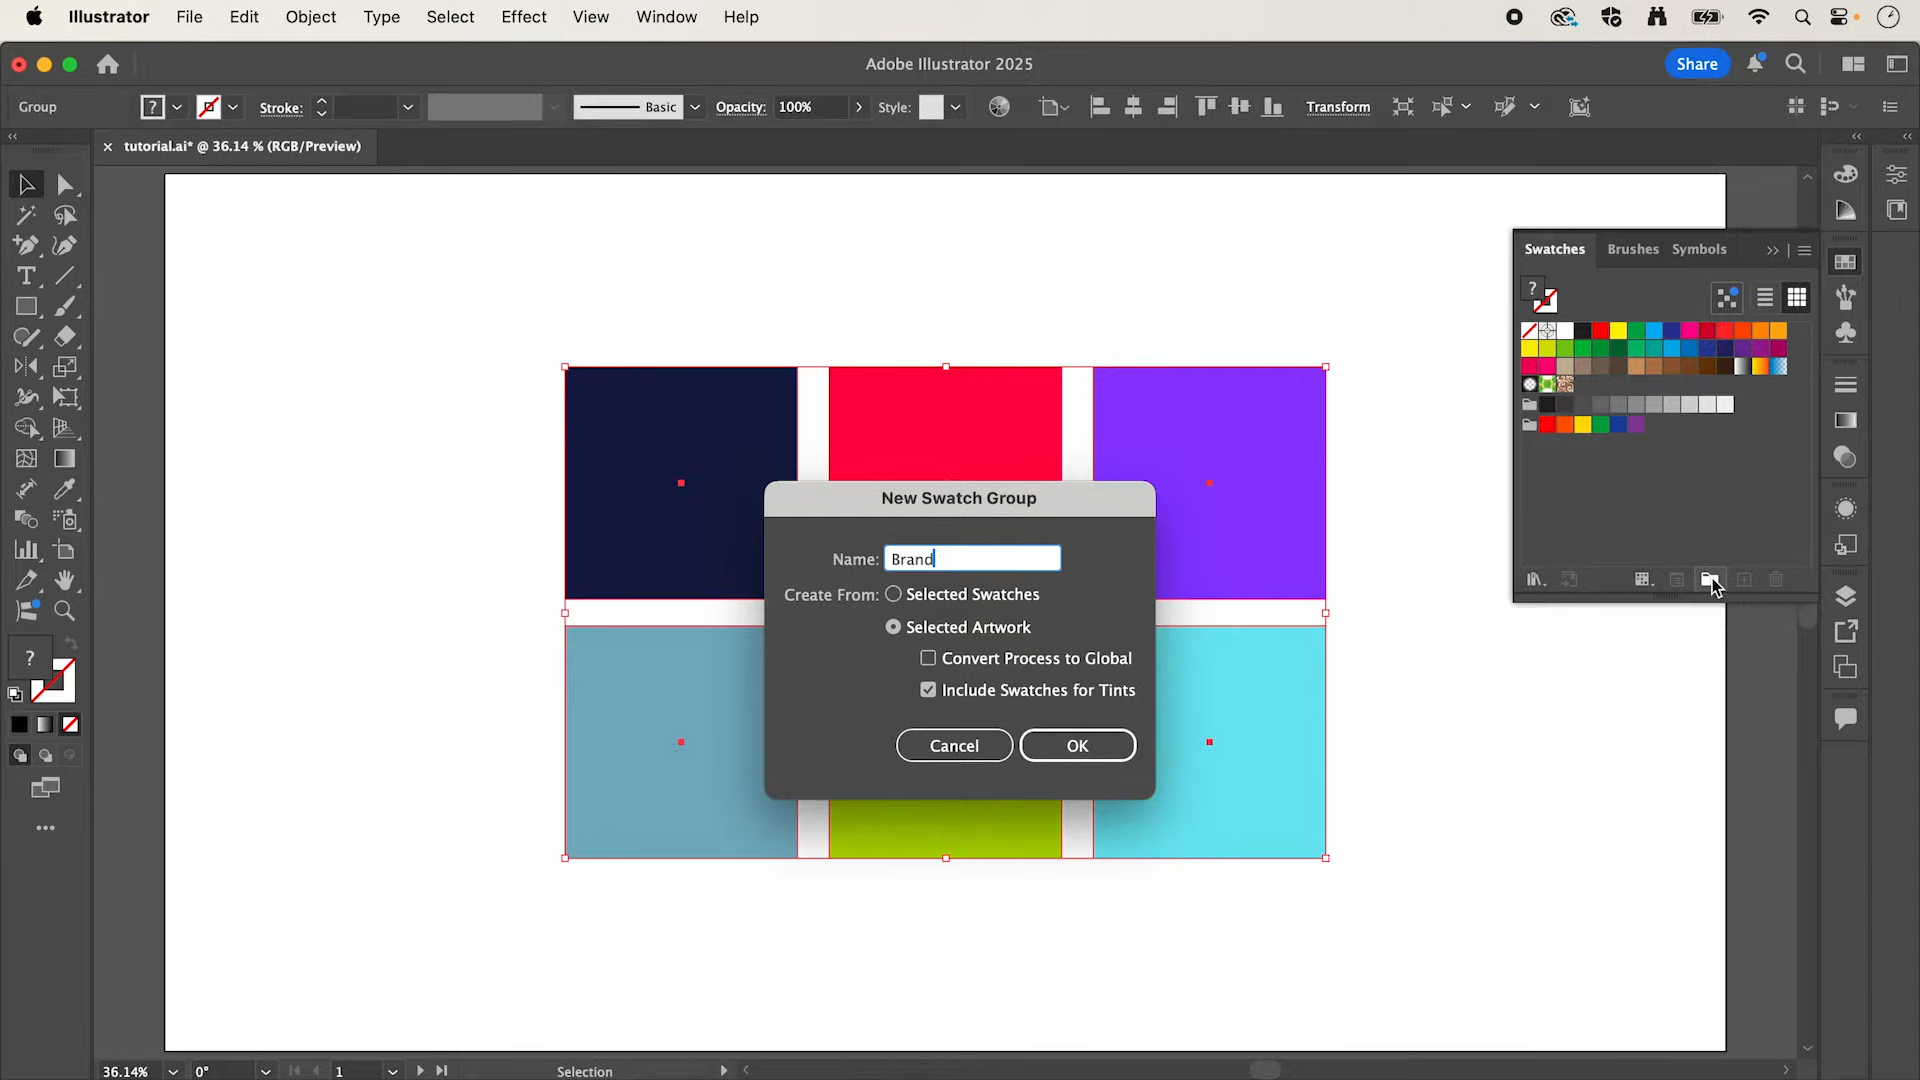 Illustrator File Edit Object Type Select Effect View Window Help
Adobe Illustrator 2025
Share
Group
?
Stroke:
Basic
Opacity: 100%
Style:
Transform
× tutorial.ai* @ 36.14 % (RGB/Preview)
Swatches Brushes Symbols
?
New Swatch Group
Name: Brand
Create From: Selected Swatches
Selected Artwork
Convert Process to Global
Include Swatches for Tints
Cancel OK
?
36.14% 0° 1 Selection